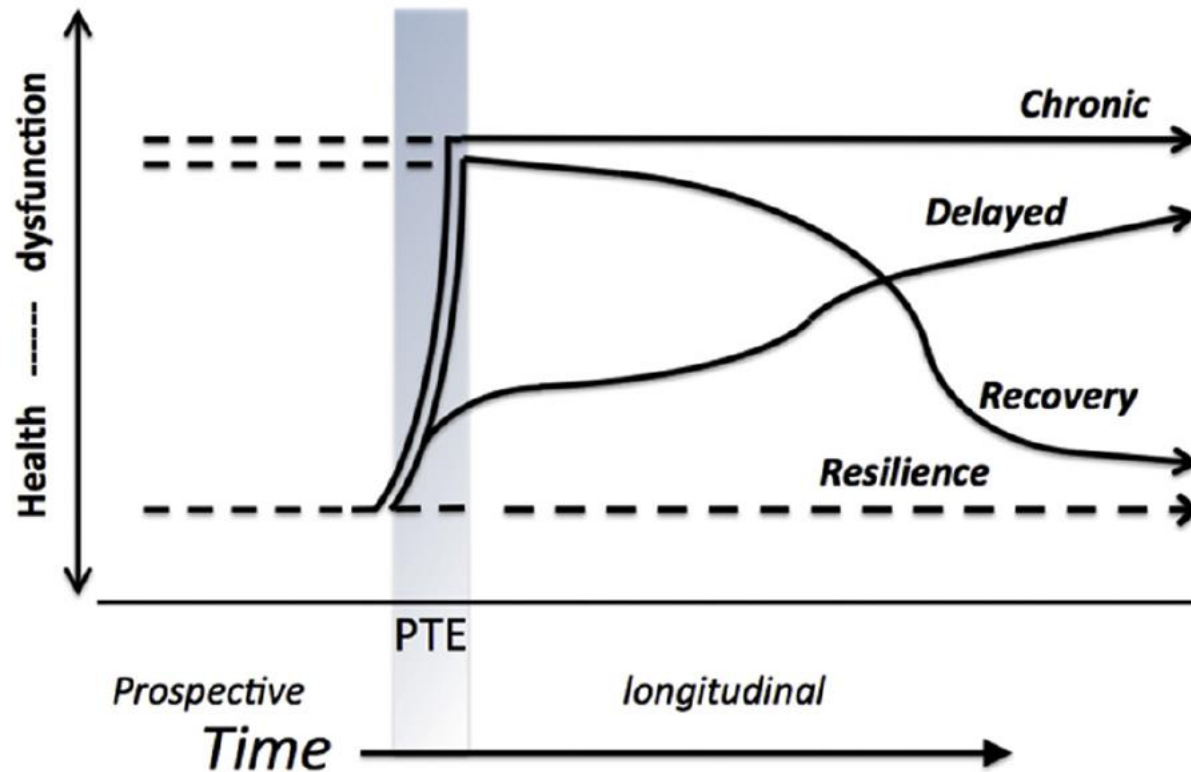 Chronic
Delayed
Recovery
Resilience
Health ------ dysfunction
PTE
Prospective
longitudinal
Time